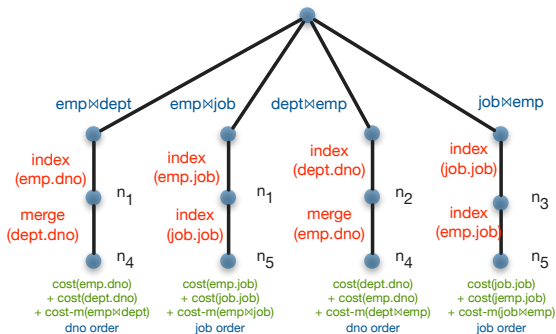 emp⋈dept
emp⋈job
dept⋈emp
job⋈emp
index
(emp.dno)
n1
merge
(dept.dno)
n4
cost(emp.dno)
+ cost(dept.dno)
+ cost-m(emp⋈dept)
dno order
index
(emp.job)
n1
index
(job.job)
n5
cost(emp.job)
+ cost(job.job)
+ cost-m(emp⋈job)
job order
index
(dept.dno)
n2
merge
(emp.dno)
n4
cost(dept.dno)
+ cost(emp.dno)
+ cost-m(dept⋈emp)
dno order
index
(job.job)
n3
index
(emp.job)
n5
cost(job.job)
+ cost(jemp.job)
+ cost-m(job⋈emp)
job order